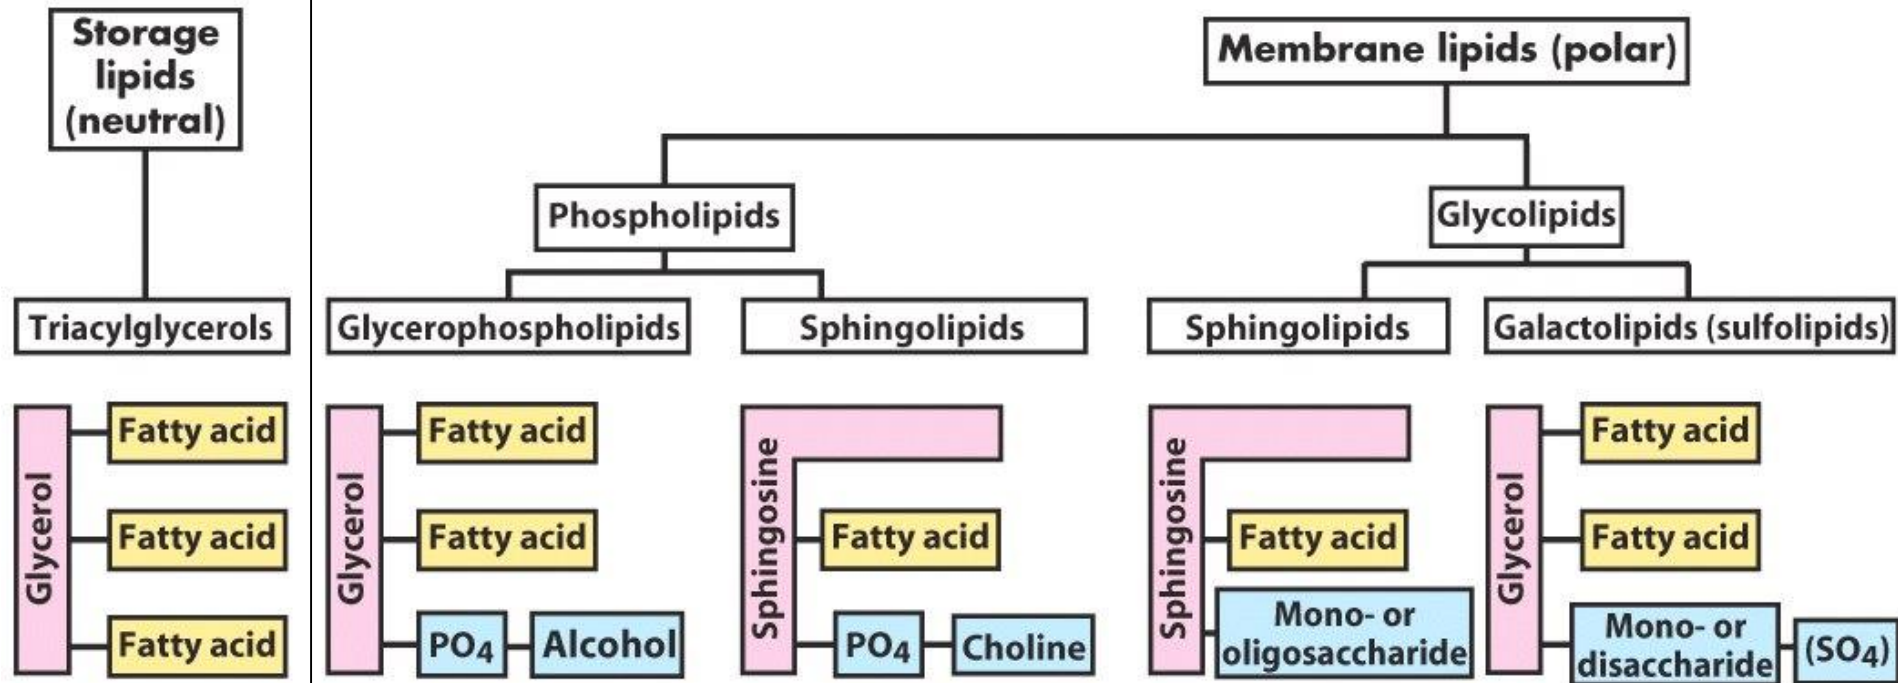 Storage
lipids
(neutral)
Membrane lipids (polar)
Phospholipids
Glycolipids
Triacylglycerols
Glycerophospholipids
Sphingolipids
Sphingolipids
Galactolipids (sulfolipids)
Glycerol
Fatty acid
Fatty acid
Fatty acid
Glycerol
Fatty acid
Fatty acid
PO4
Alcohol
Sphingosine
Fatty acid
PO4
Choline
Sphingosine
Fatty acid
Mono- or
oligosaccharide
Glycerol
Fatty acid
Fatty acid
Mono- or
disaccharide
(SO4)